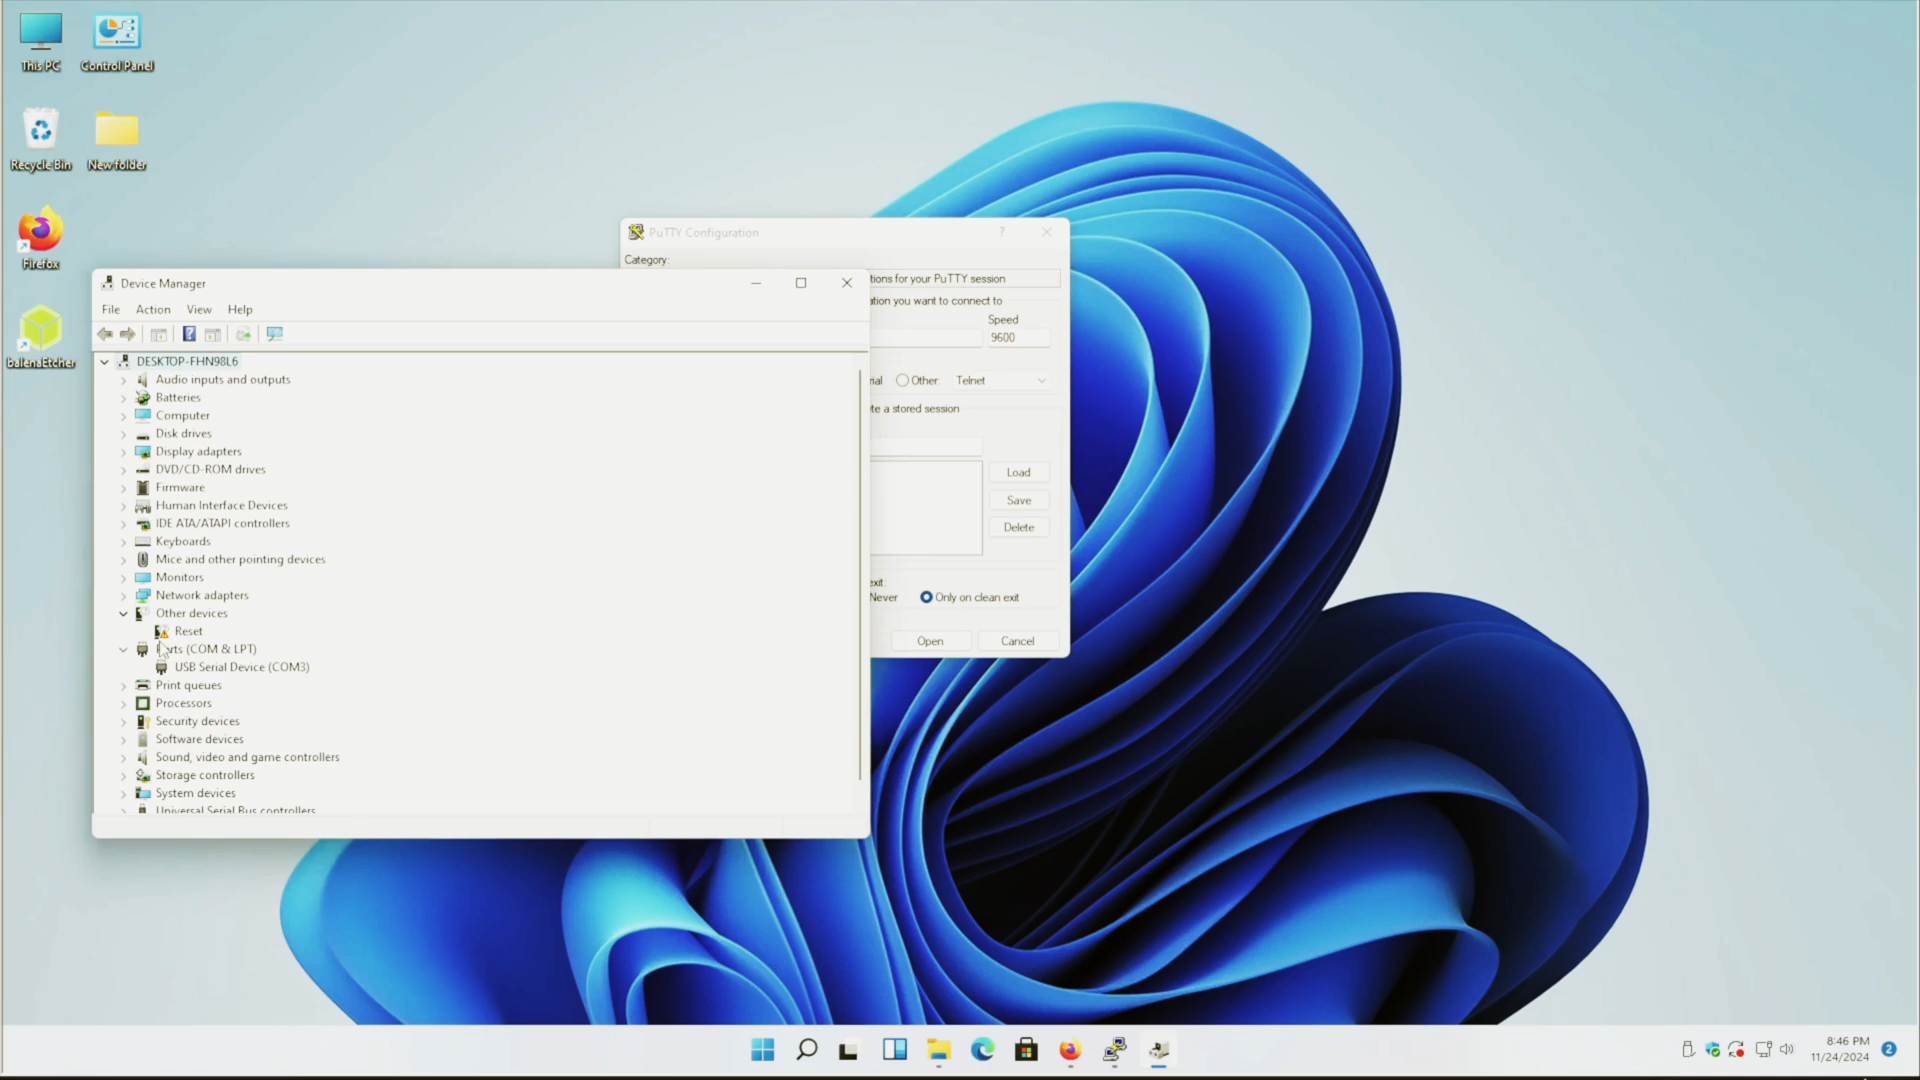 This PC
Control Panel
Recycle Bin
New folder
Firefox
balenaEtcher
PuTTY Configuration
?
Category:
tions for your PuTTY session
ation you want to connect to
Speed
9600
rial
Other:
Telnet
te a stored session
Load
Save
Delete
exit:
Never
Only on clean exit
Open
Cancel
Device Manager
File
Action
View
Help
DESKTOP-FHN98L6
Audio inputs and outputs
Batteries
Computer
Disk drives
Display adapters
DVD/CD-ROM drives
Firmware
Human Interface Devices
IDE ATA/ATAPI controllers
Keyboards
Mice and other pointing devices
Monitors
Network adapters
Other devices
Reset
rts (COM & LPT)
USB Serial Device (COM3)
Print queues
Processors
Security devices
Software devices
Sound, video and game controllers
Storage controllers
System devices
Universal Serial Bus controllers
8:46 PM
11/24/2024
2